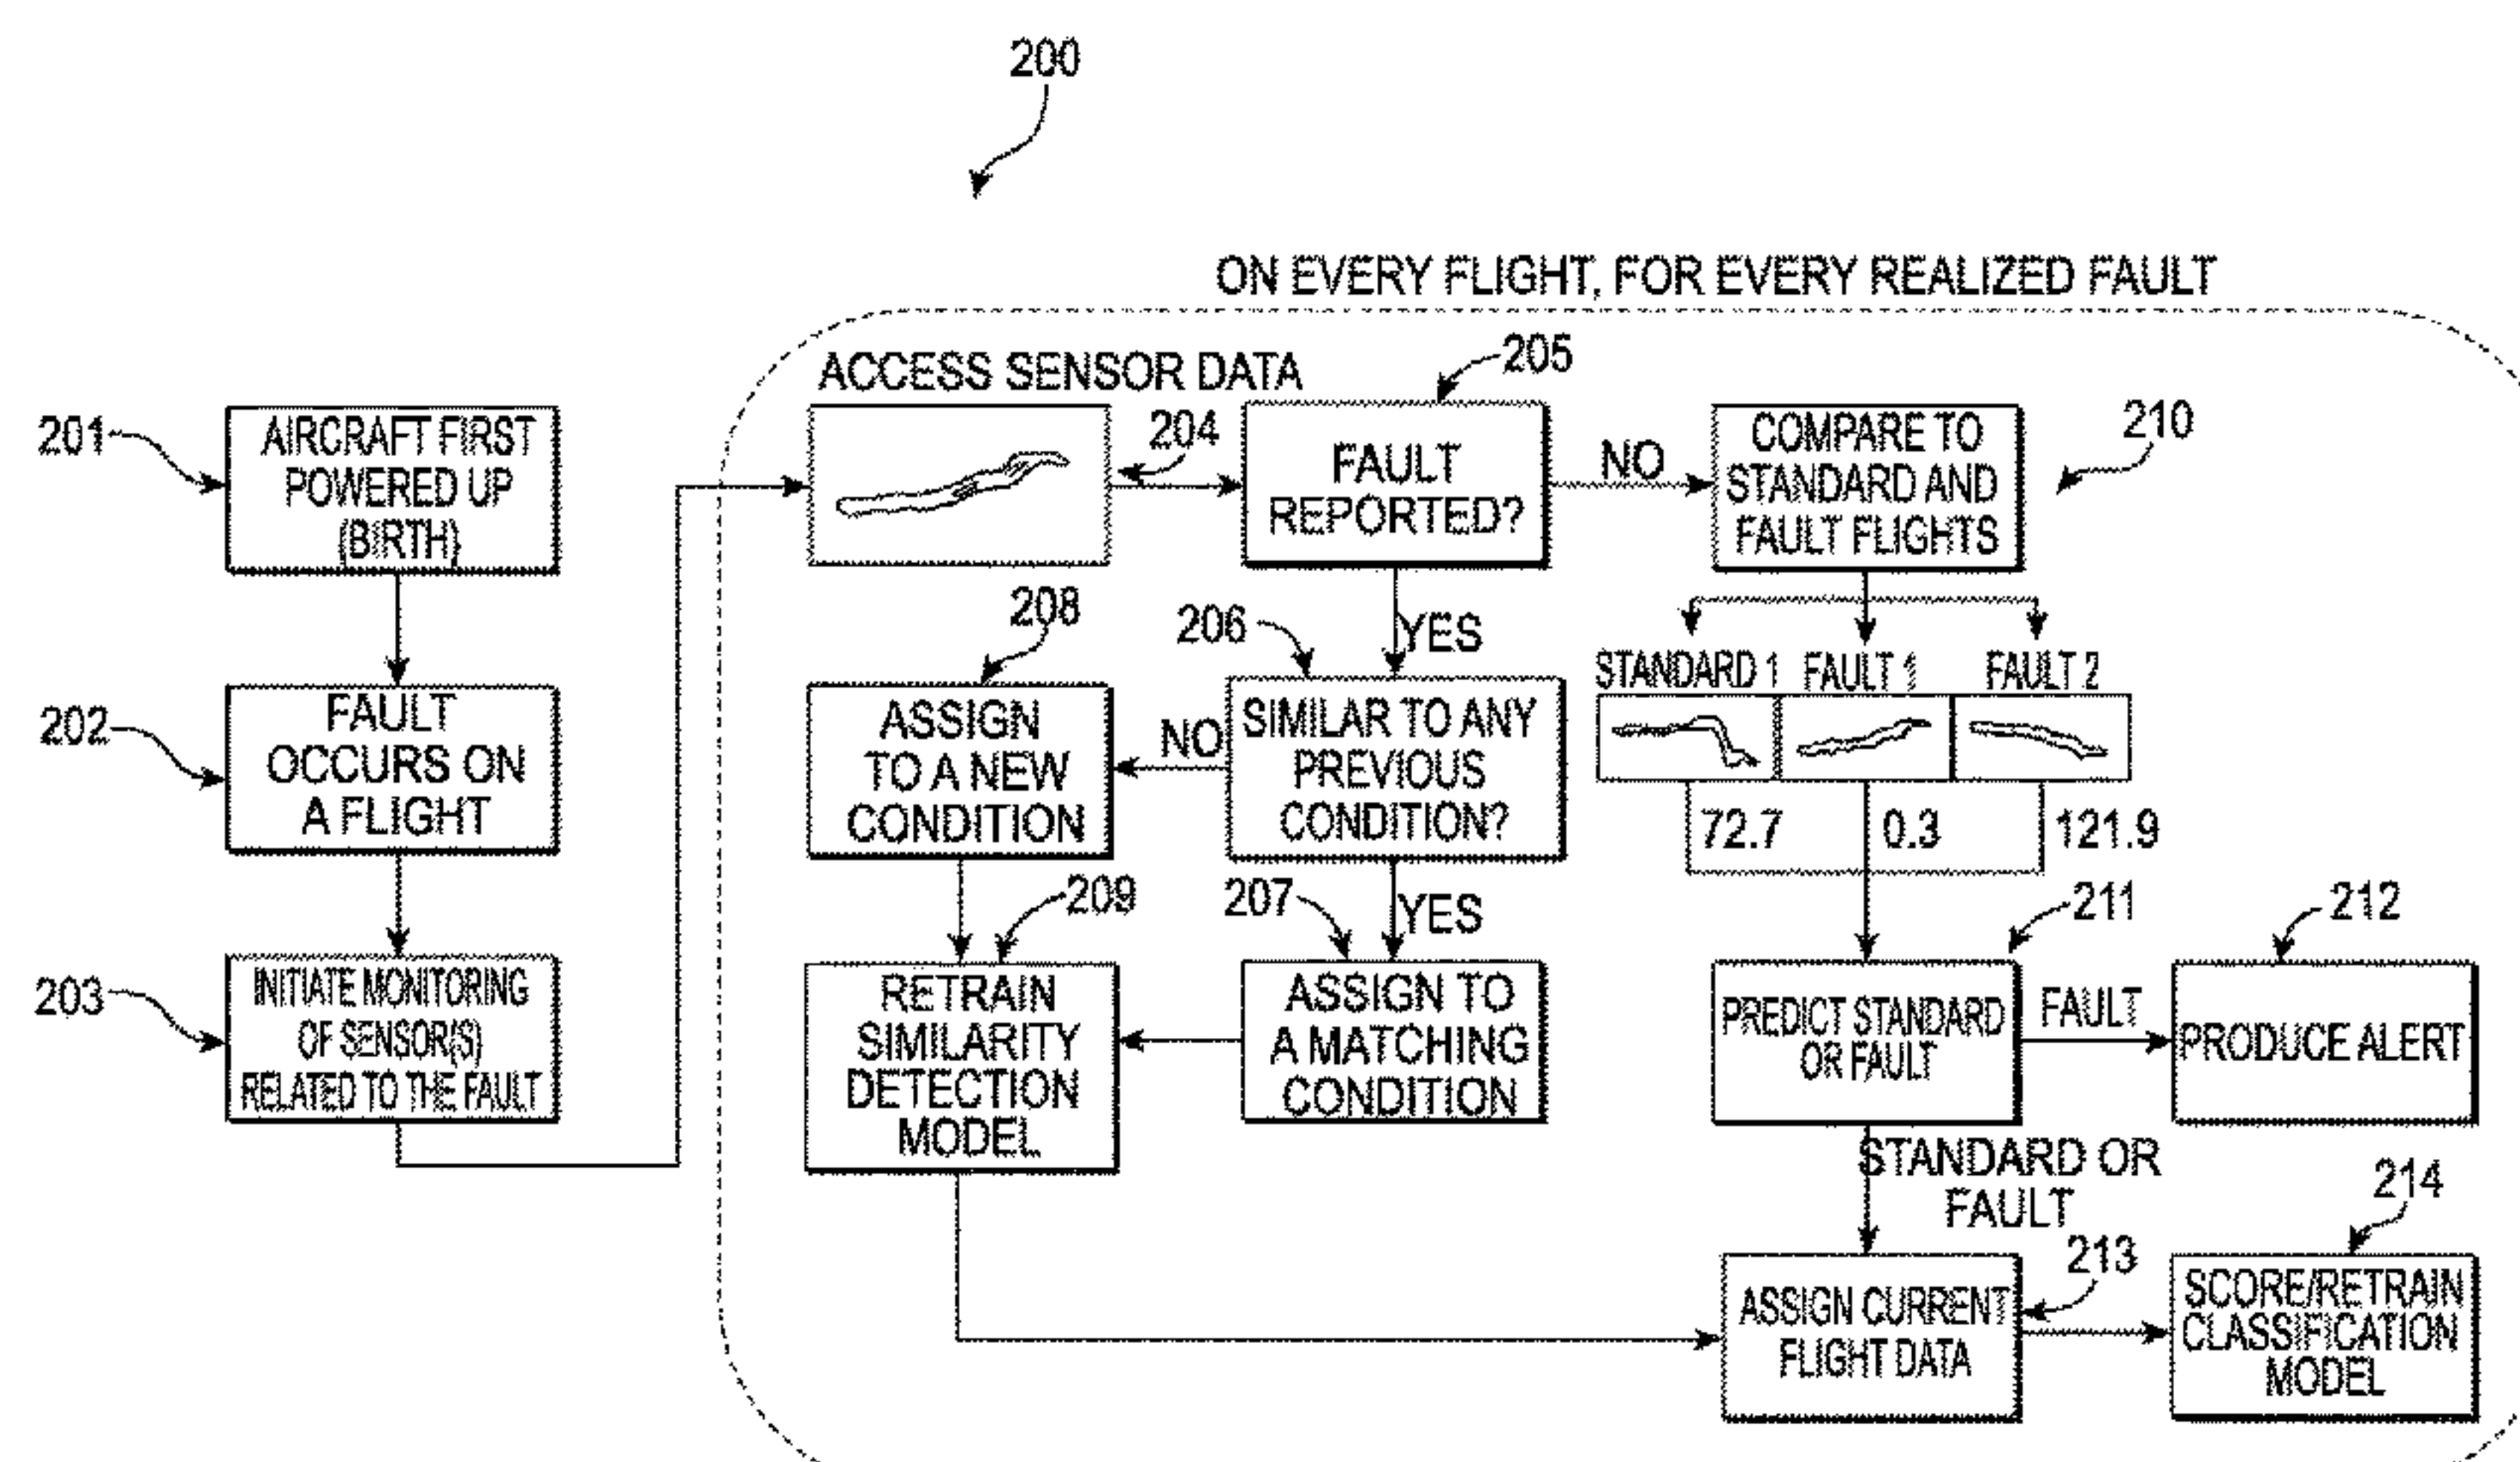 200
ON EVERY FLIGHT, FOR EVERY REALIZED FAULT
201
AIRCRAFT FIRST
POWERED UP
(BIRTH)
202
FAULT
OCCURS ON
A FLIGHT
203
INITIATE MONITORING
OF SENSOR(S)
RELATED TO THE FAULT
ACCESS SENSOR DATA
204
205
FAULT
REPORTED?
NO
YES
210
COMPARE TO
STANDARD AND
FAULT FLIGHTS
208
ASSIGN
TO A NEW
CONDITION
NO
206
SIMILAR TO ANY
PREVIOUS
CONDITION?
YES
STANDARD 1
FAULT 1
FAULT 2
72.7
0.3
121.9
209
RETRAIN
SIMILARITY
DETECTION
MODEL
207
ASSIGN TO
A MATCHING
CONDITION
211
PREDICT STANDARD
OR FAULT
FAULT
212
PRODUCE ALERT
STANDARD OR
FAULT
213
ASSIGN CURRENT
FLIGHT DATA
214
SCORE/RETRAIN
CLASSIFICATION
MODEL